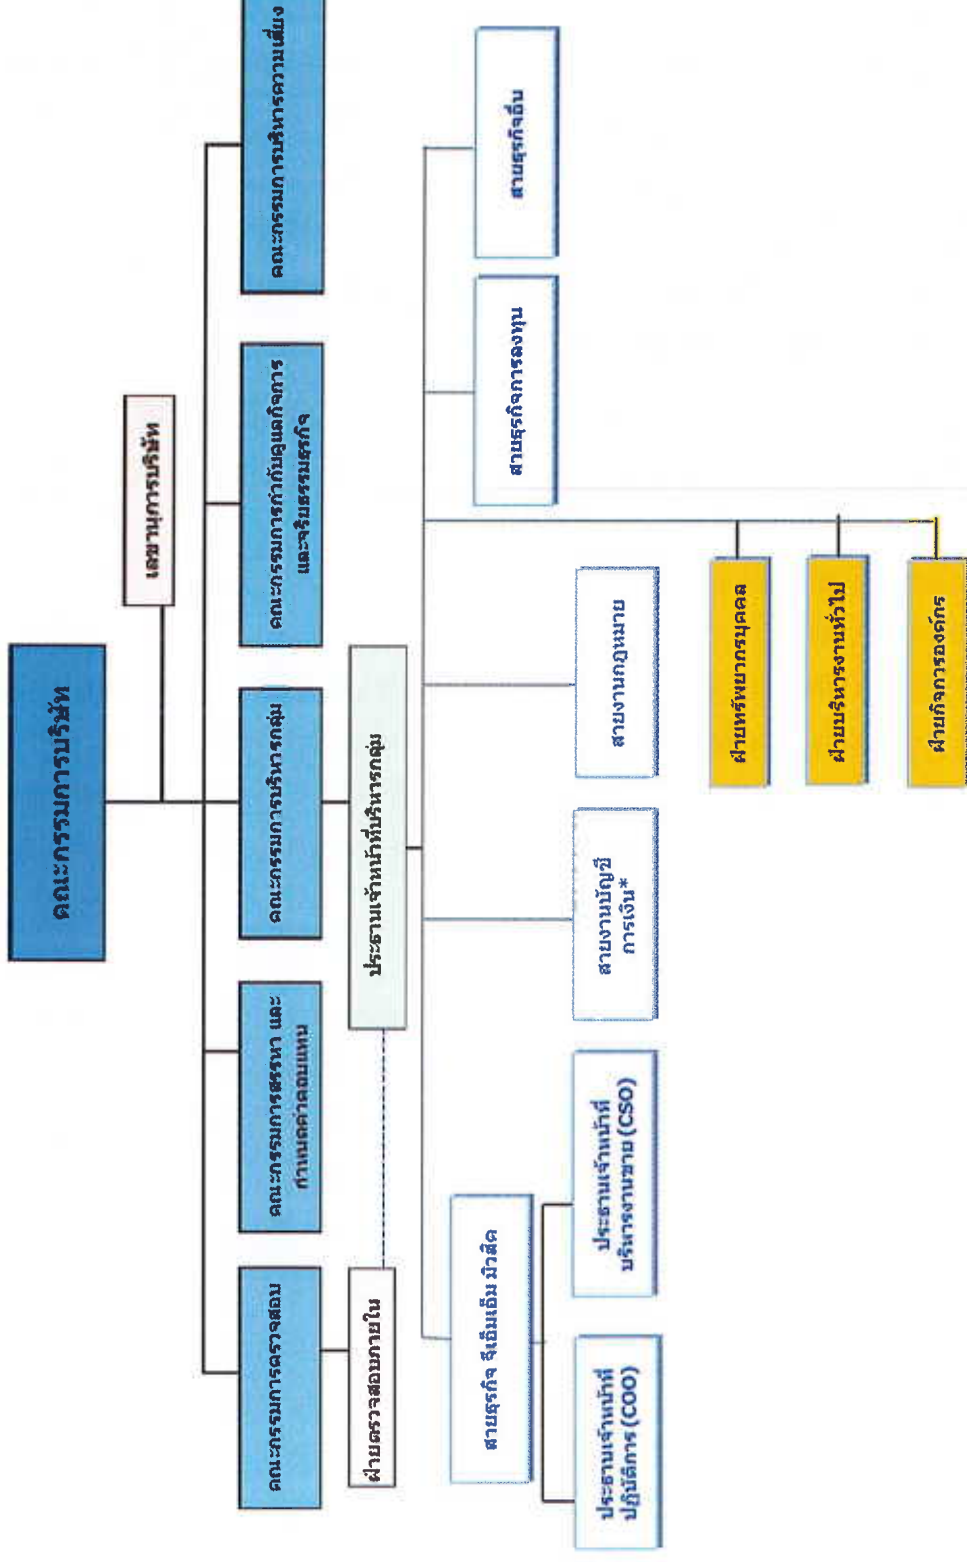 คณะกรรมการบริษัท
เลขานุการบริษัท
คณะกรรมการตรวจสอบ
คณะกรรมการสรรหา และ
กำหนดค่าตอบแทน
คณะกรรมการบริหารกลุ่ม
คณะกรรมการกำกับดูแลกิจการ
และจริยธรรมธุรกิจ
คณะกรรมการบริหารความเสี่ยง
ฝ่ายตรวจสอบภายใน
ประธานเจ้าหน้าที่บริหารกลุ่ม
สายธุรกิจ จีเอ็มเอ็ม มิวสิค
สายธุรกิจการลงทุน
สายธุรกิจอื่น
ประธานเจ้าหน้าที่
ปฏิบัติการ (COO)
ประธานเจ้าหน้าที่
บริหารงานขาย (CSO)
สายงานบัญชี
การเงิน*
สายงานกฎหมาย
ฝ่ายทรัพยากรบุคคล
ฝ่ายบริหารงานทั่วไป
ฝ่ายกิจการองค์กร